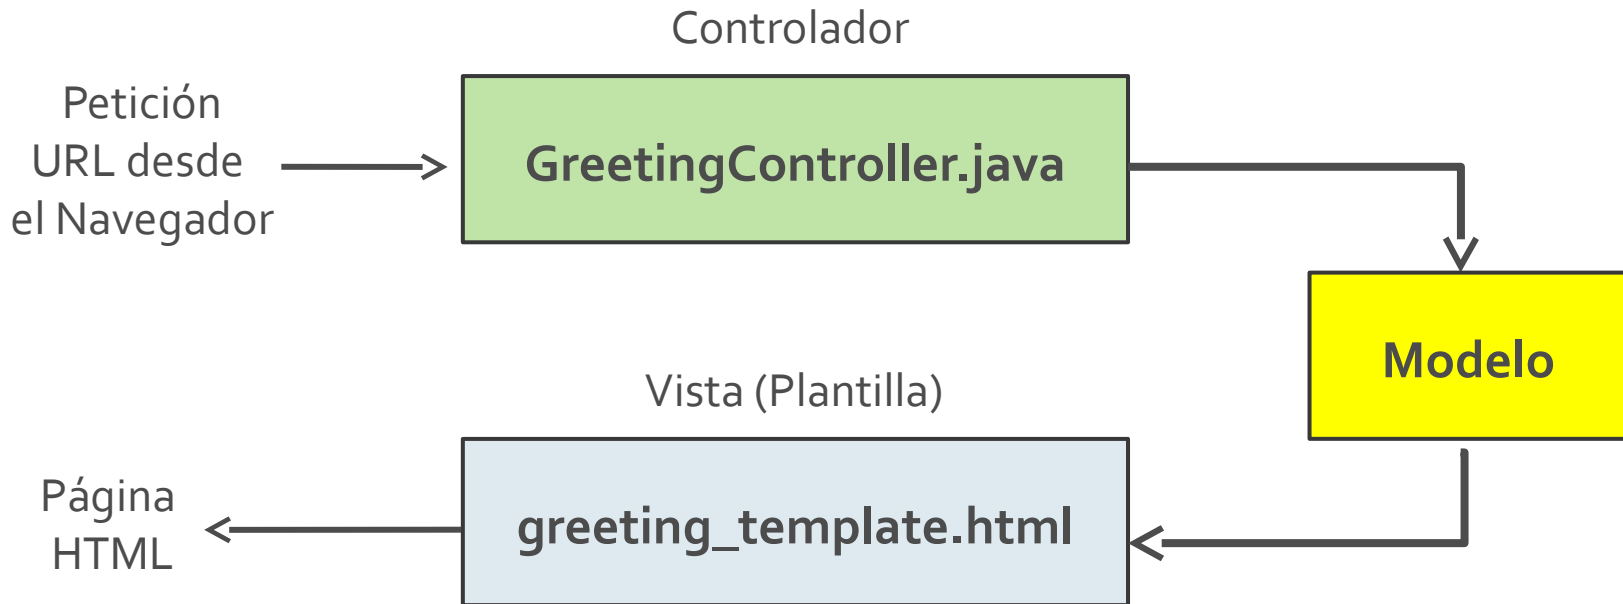 Controlador
Petición
URL desde
el Navegador
GreetingController.java
Modelo
Vista (Plantilla)
greeting_template.html
Página
HTML